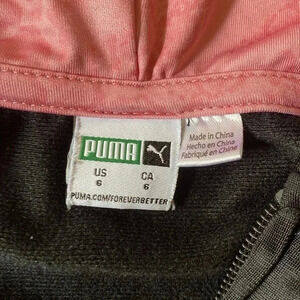 PUMA
US CA
6 6
PUMA.COM/FOREVERBETTER
Made in China
Hecho en China
Fabriqué en Chine